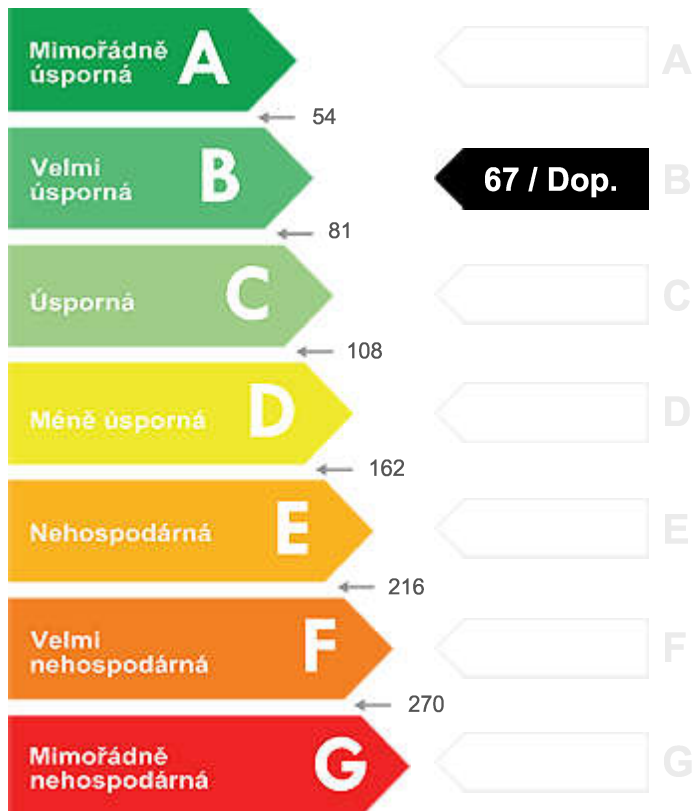 Mimořádně
úsporná
A
A
54
Velmi
úsporná
B
67 / Dop.
B
81
Úsporná
C
C
108
Méně úsporná
D
D
162
Nehospodárná
E
E
216
Velmi
nehospodárná
F
F
270
Mimořádně
nehospodárná
G
G